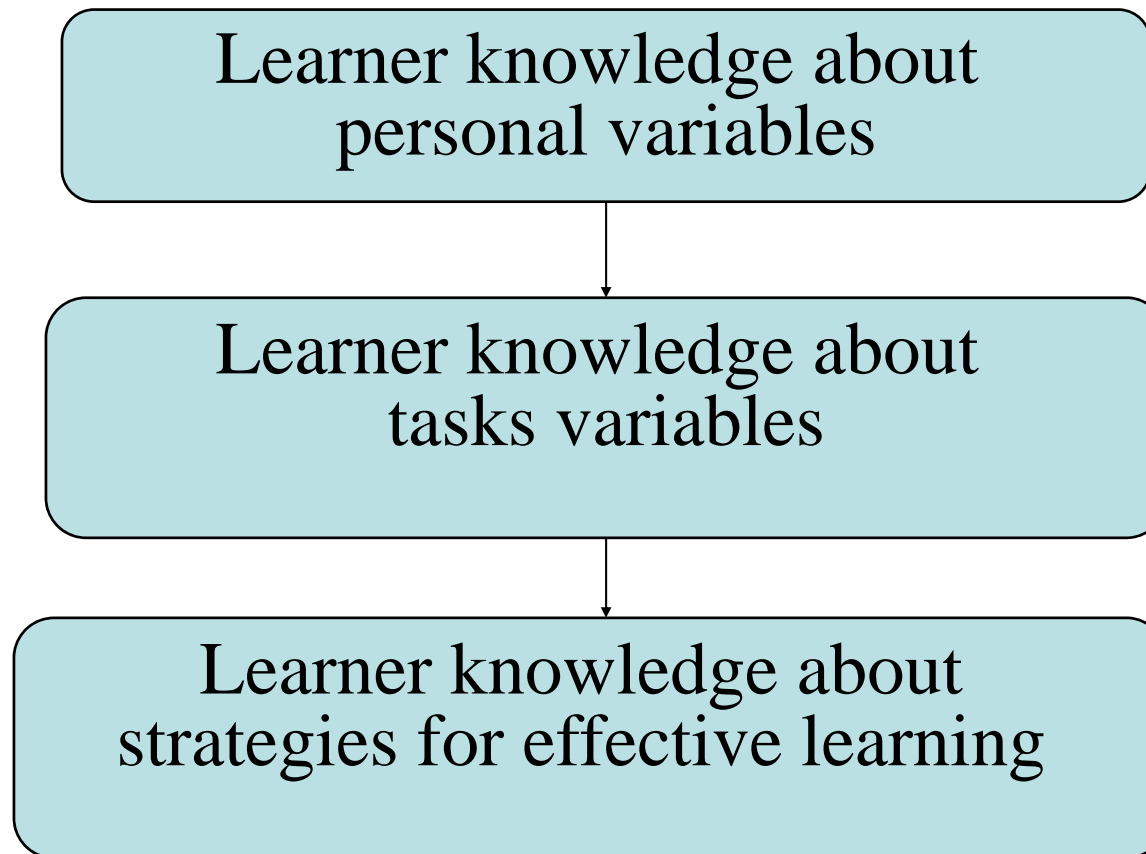 Learner knowledge about
personal variables
Learner knowledge about
tasks variables
Learner knowledge about
strategies for effective learning